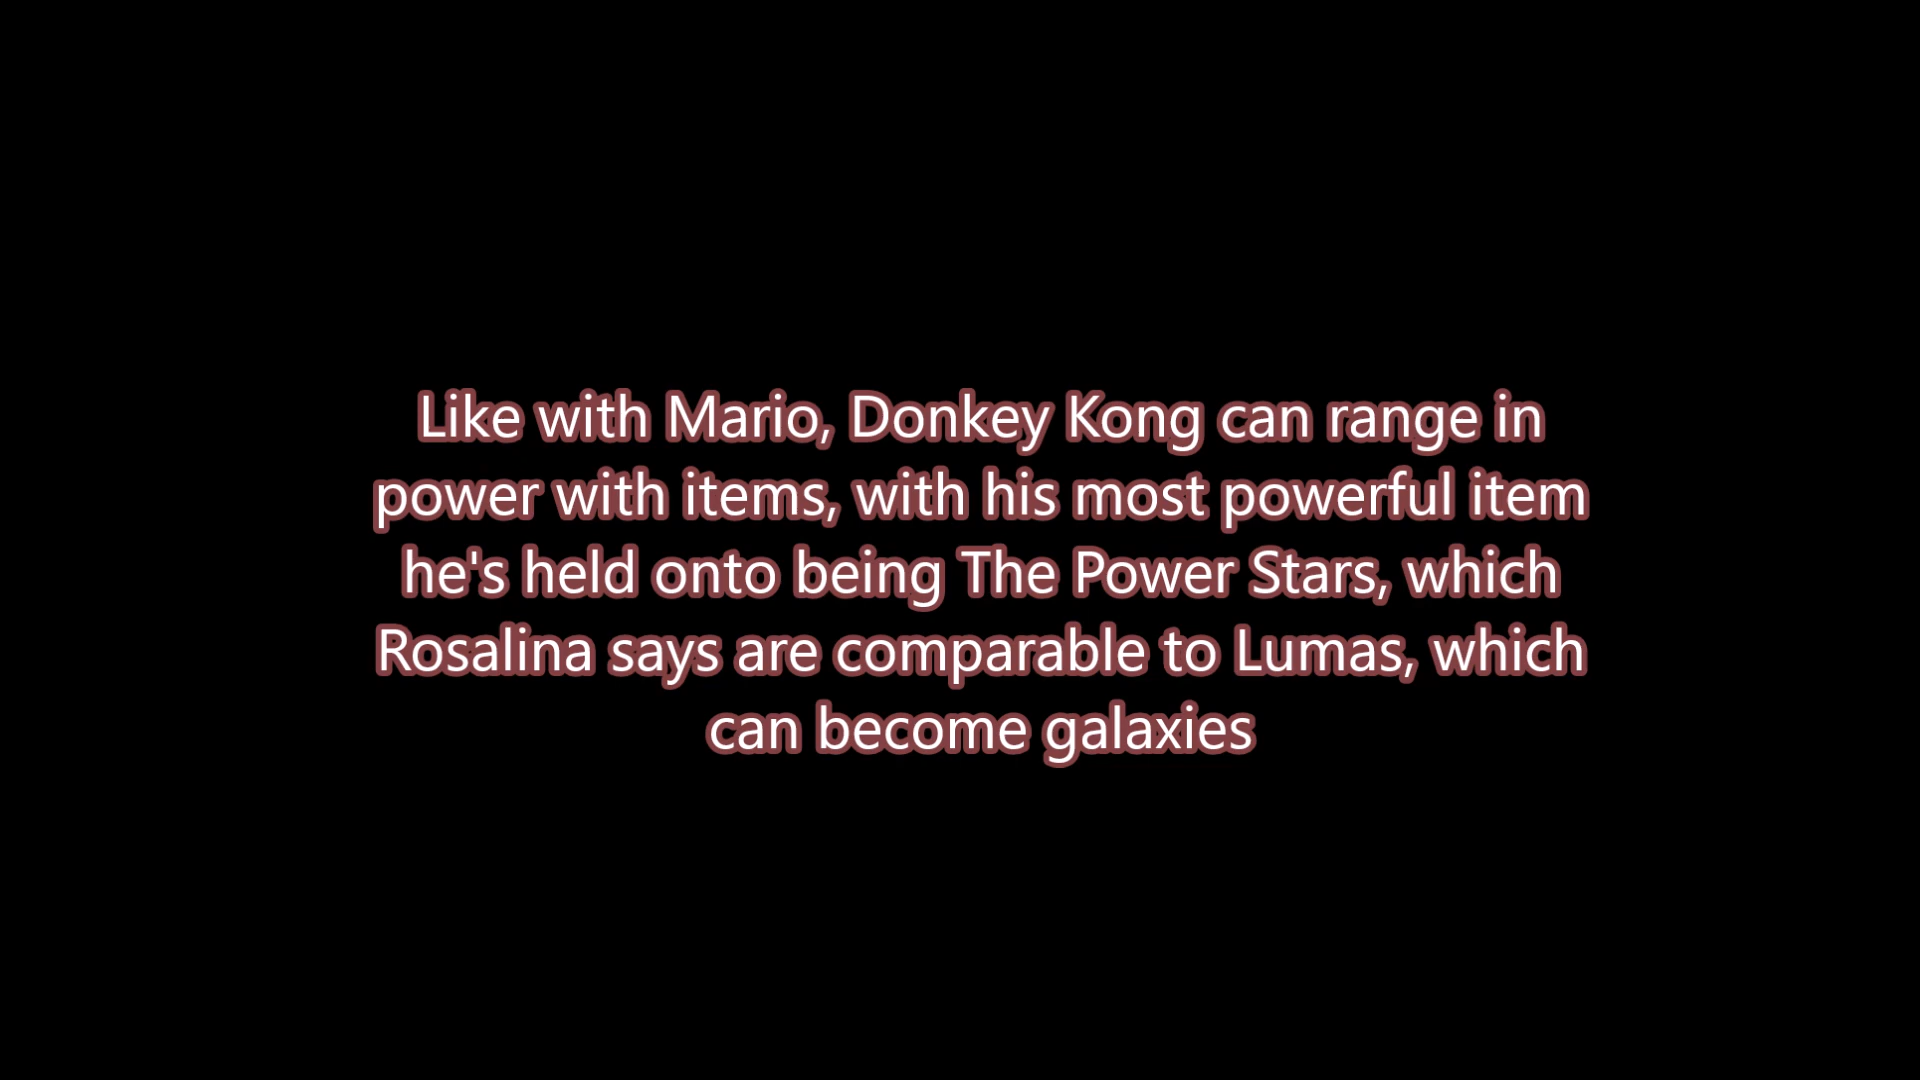 Like with Mario, Donkey Kong can range in
power with items, with his most powerful item
he's held onto being The Power Stars, which
Rosalina says are comparable to Lumas, which
can become galaxies